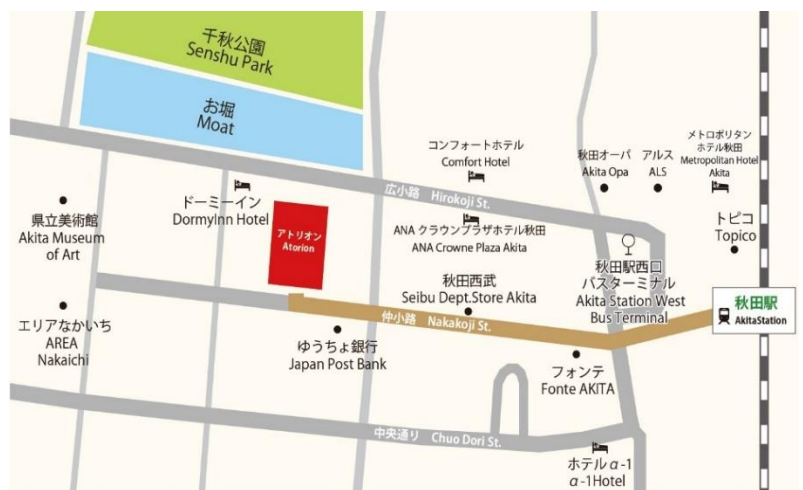 千秋公園
Senshu Park
お堀
Moat
コンフォートホテル
Comfort Hotel
秋田オーパ
Akita Opa
アルス
ALS
メトロポリタン
ホテル秋田
Metropolitan Hotel
Akita
ドーミーイン
DormyInn Hotel
広小路 Hirokoji St.
県立美術館
Akita Museum
of Art
アトリオン
Atorion
ANA クラウンプラザホテル秋田
ANA Crowne Plaza Akita
トピコ
Topico
秋田駅西口
バスターミナル
Akita Station West
Bus Terminal
秋田西武
Seibu Dept.Store Akita
秋田駅
AkitaStation
エリアなかいち
AREA
Nakaichi
仲小路 Nakakoji St.
ゆうちょ銀行
Japan Post Bank
フォンテ
Fonte AKITA
中央通り Chuo Dori St.
ホテルα-1
α-1Hotel